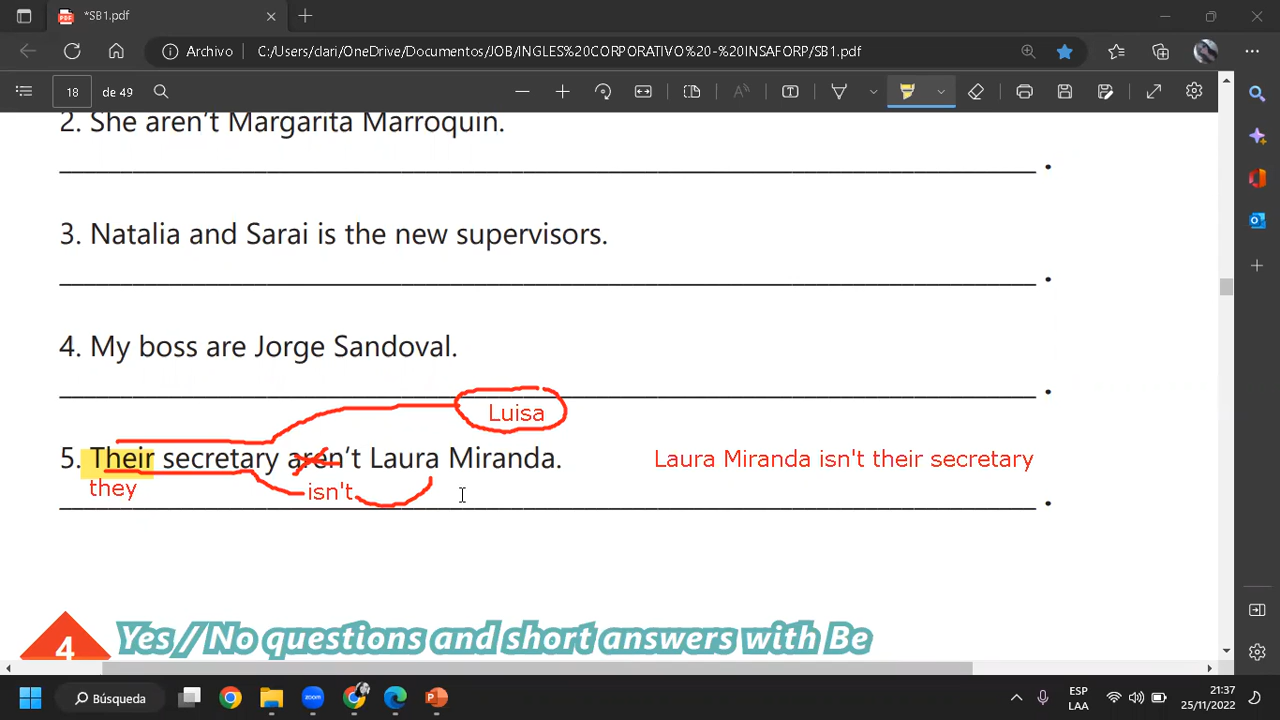 *SB1.pdf
Archivo C:/Users/clari/OneDrive/Documentos/JOB/INGLES%20CORPORATIVO%20-%20INSAFORP/SB1.pdf
18 de 49
2. She aren't Margarita Marroquin.
3. Natalia and Sarai is the new supervisors.
4. My boss are Jorge Sandoval.
Luisa
5. Their secretary aren't Laura Miranda. Laura Miranda isn't their secretary
they isn't
4 Yes/No questions and short answers with Be
Búsqueda zoom ESP 21:37
LAA 25/11/2022